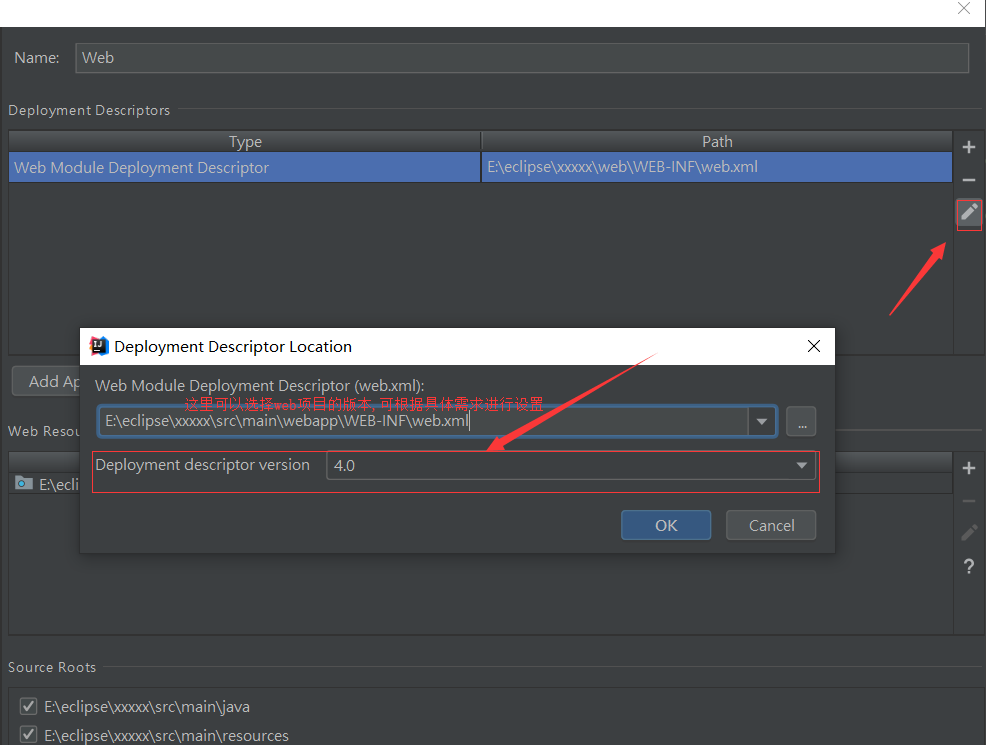 Name: Web
Deployment Descriptors
Type Path
Web Module Deployment Descriptor E:\eclipse\xxxxx\web\WEB-INF\web.xml
Deployment Descriptor Location
Add Ap
Web Module Deployment Descriptor (web.xml):
这里可以选择web项目的版本,可根据具体需求进行设置
E:\eclipse\xxxxx\src\main\webapp\WEB-INF\web.xml ...
Web Resou
Deployment descriptor version 4.0
E:\ecli
OK Cancel
?
Source Roots
E:\eclipse\xxxxx\src\main\java
E:\eclipse\xxxxx\src\main\resources